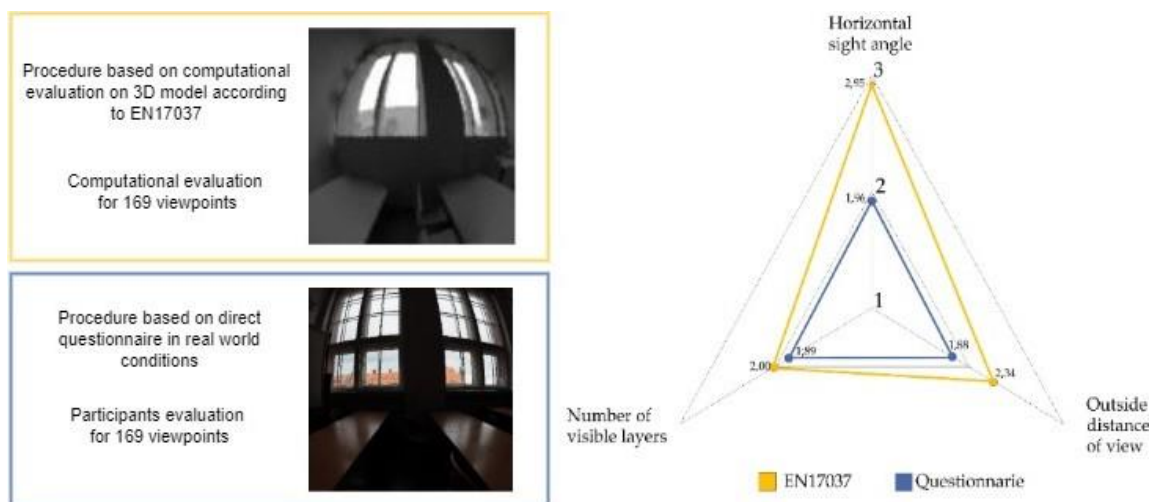 Procedure based on computational
evaluation on 3D model according
to EN17037
Computational evaluation
for 169 viewpoints
Procedure based on direct
questionnaire in real world
conditions
Participants evaluation
for 169 viewpoints
Horizontal
sight angle
3
2,95
2
1,96
1
1,89
2,00
1,88
2,34
Number of
visible layers
Outside
distance
of view
EN17037
Questionnarie